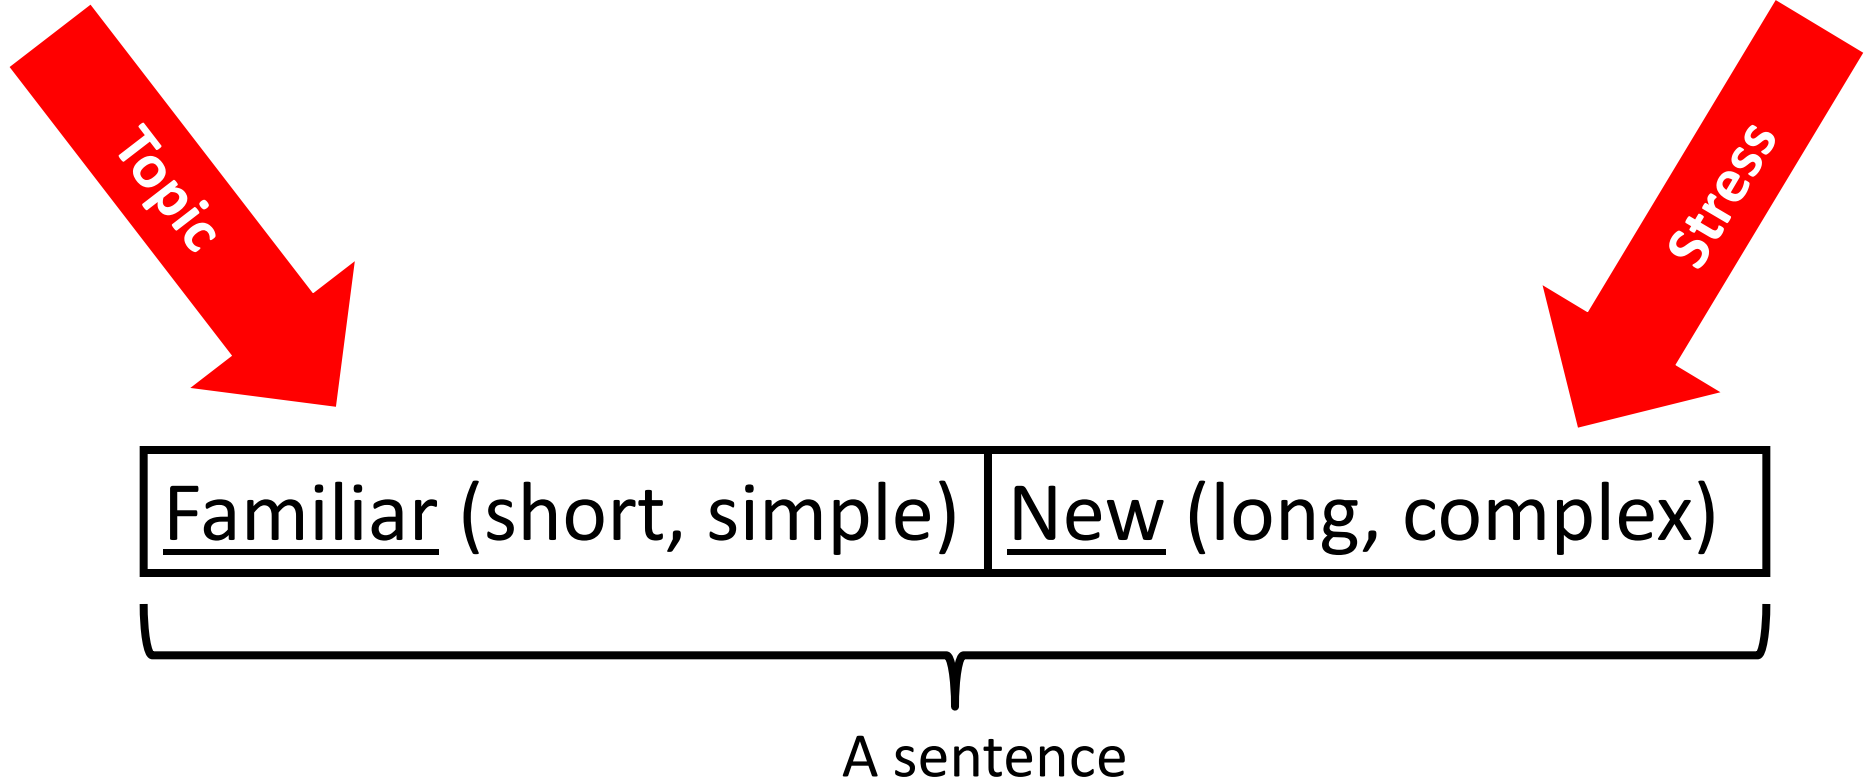 Topic
Stress
Familiar (short, simple)
New (long, complex)
A sentence